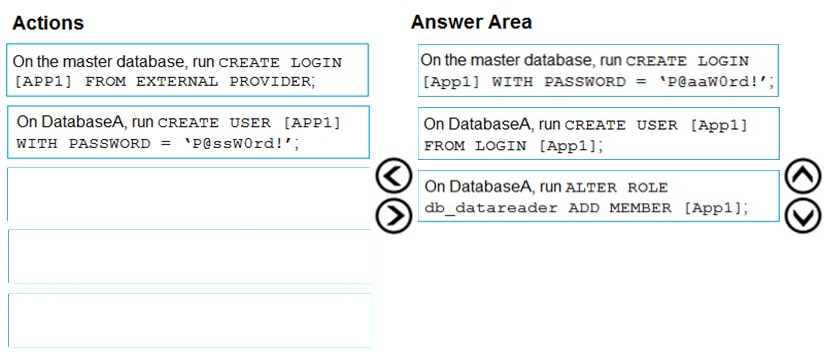 Actions
On the master database, run CREATE LOGIN
[APP1] FROM EXTERNAL PROVIDER;
On DatabaseA, run CREATE USER [APP1]
WITH PASSWORD = ‘P@ssW0rd!’;
Answer Area
On the master database, run CREATE LOGIN
[App1] WITH PASSWORD = ‘P@aaW0rd!’;
On DatabaseA, run CREATE USER [App1]
FROM LOGIN [App1];
On DatabaseA, run ALTER ROLE
db_datareader ADD MEMBER [App1];